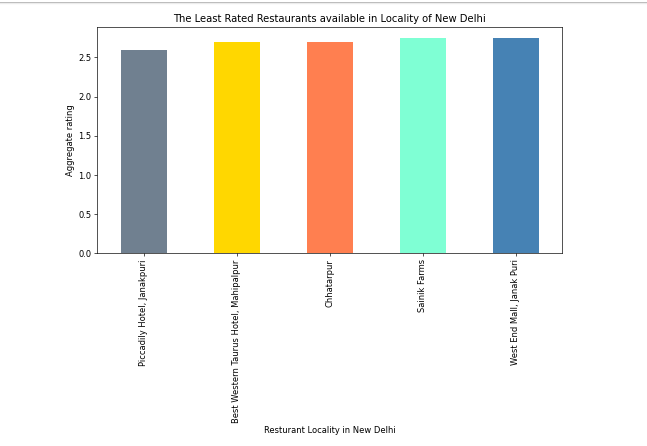 The Least Rated Restaurants available in Locality of New Delhi
Aggregate rating
2.5
2.0
1.5
1.0
0.5
0.0
Piccadily Hotel, Janakpuri
Best Western Taurus Hotel, Mahipalpur
Chhatarpur
Sainik Farms
West End Mall, Janak Puri
Resturant Locality in New Delhi